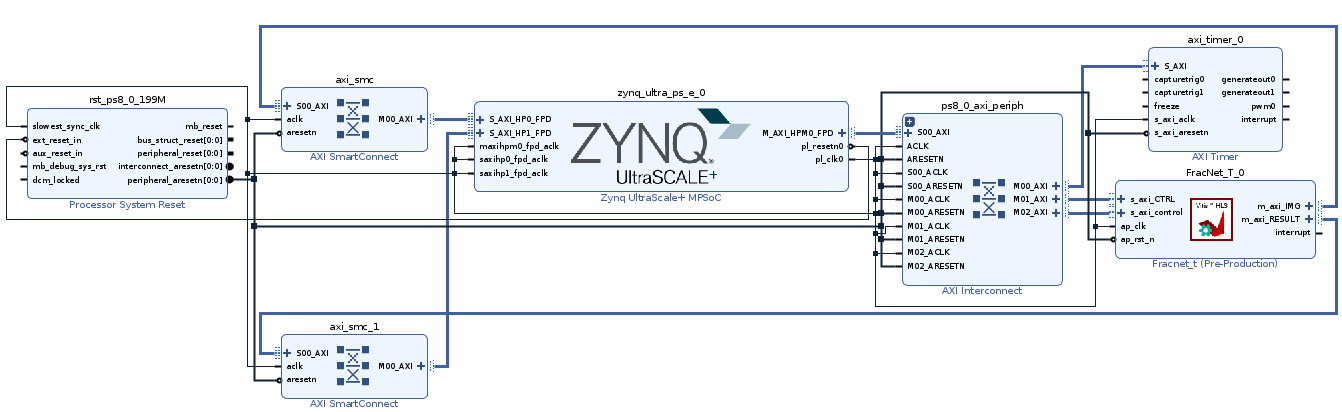 rst_ps8_0_199M
slowest_sync_clk
ext_reset_in
aux_reset_in
mb_debug_sys_rst
dcm_locked
mb_reset
bus_struct_reset[0:0]
peripheral_reset[0:0]
interconnect_aresetn[0:0]
peripheral_aresetn[0:0]
Processor System Reset
axi_smc
S00_AXI
aclk
aresetn
M00_AXI
AXI SmartConnect
zynq_ultra_ps_e_0
S_AXI_HP0_FPD
S_AXI_HP1_FPD
maxihpm0_fpd_aclk
saxihp0_fpd_aclk
saxihp1_fpd_aclk
ZYNQ
UltraSCALE+
M_AXI_HPM0_FPD
pl_resetn0
pl_clk0
Zynq UltraScale+ MPSoC
ps8_0_axi_periph
S00_AXI
ACLK
ARESETN
S00_ACLK
S00_ARESETN
M00_ACLK
M00_ARESETN
M01_ACLK
M01_ARESETN
M02_ACLK
M02_ARESETN
M00_AXI
M01_AXI
M02_AXI
AXI Interconnect
axi_timer_0
S_AXI
capturetrig0
capturetrig1
freeze
s_axi_aclk
s_axi_aresetn
generateout0
generateout1
pwm0
interrupt
AXI Timer
FracNet_T_0
s_axi_CTRL
s_axi_control
ap_clk
ap_rst_n
Vitis™ HLS
m_axi_IMG
m_axi_RESULT
interrupt
Fracnet_t (Pre-Production)
axi_smc_1
S00_AXI
aclk
aresetn
M00_AXI
AXI SmartConnect